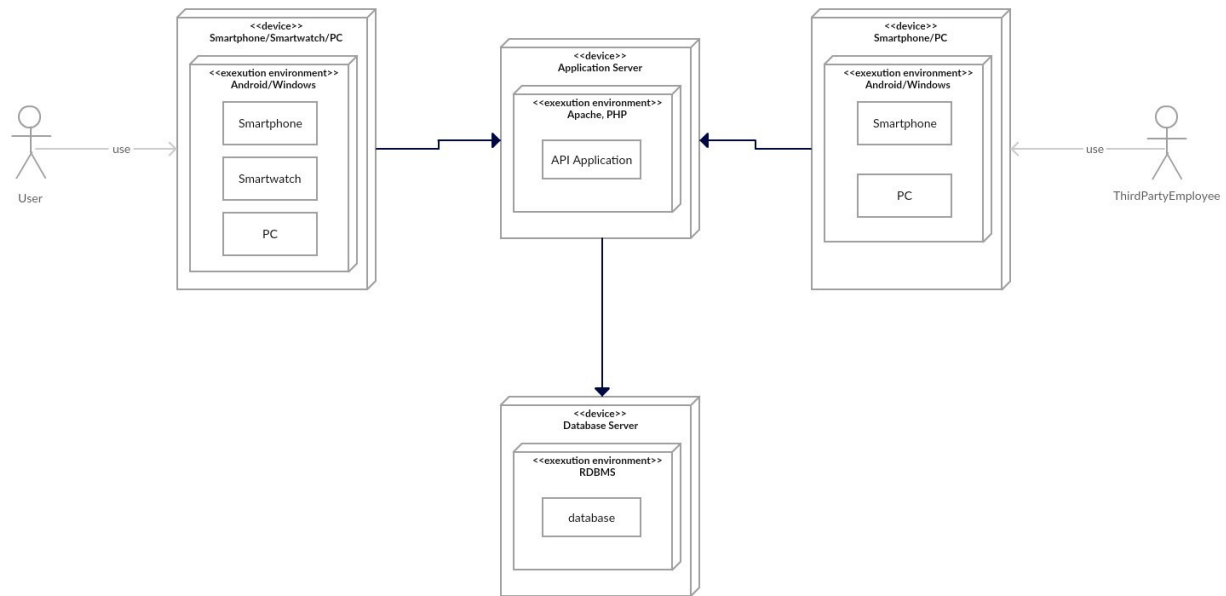 <<device>>
Smartphone/Smartwatch/PC
<<exexution environment>>
Android/Windows
Smartphone
Smartwatch
PC
use
User
<<device>>
Application Server
<<exexution environment>>
Apache, PHP
API Application
<<device>>
Smartphone/PC
<<exexution environment>>
Android/Windows
Smartphone
PC
use
ThirdPartyEmployee
<<device>>
Database Server
<<exexution environment>>
RDBMS
database